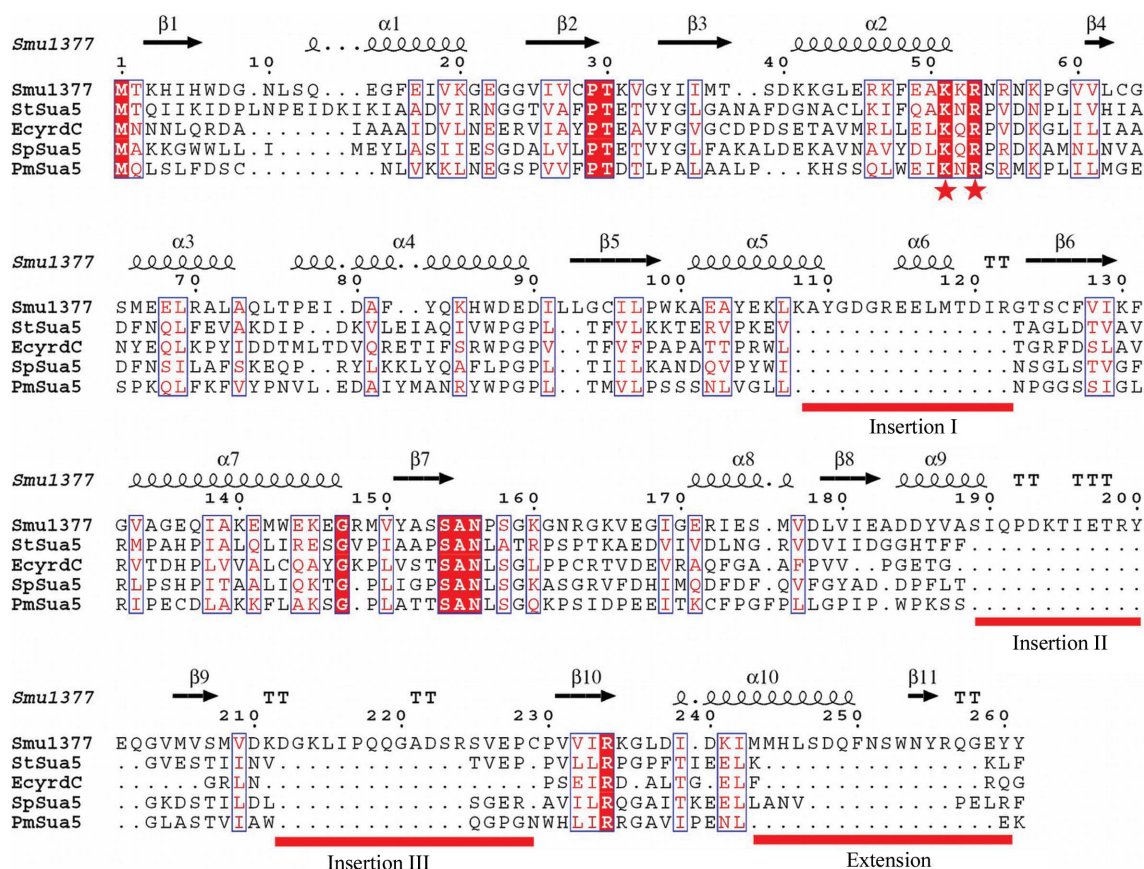 β1 α1 β2 β3 α2 β4
Smu1377
1 10 20 30 40 50 60
Smu1377 MTKHIHWDG.NLSQ...EGFEIVKGEGGVIVCPTKVGYIIMT..SDKKGLERKFEAKKRNRNKPGVVLCG
StSua5 MTQIIKIDPLNPEIDKIKIAADVIRNGGTVAFPTETVYGLGANAFDGNACLKIFQAKNRPVDNPLIVHIA
EcyrdC MNNNLQRDA......IAAAIDVLNEERVIAYPTEAVFGVGCDPDSETAVMRLLELKQRPVDKGLILIAA
SpSua5 MAKKGWWLL.I.....MEYLASIIESGDALVLPTETVYGLFAKALDEKAVNAVYDLKQRPRDKAMNLNVA
PmSua5 MQLSLFDSC.......NLVKKLNEGSPVVFPTDTLPALAALP....KHSSQLWEIKNRSRMKPLILMGE
α3 α4 β5 α5 α6 β6
Smu1377 TT
70 80 90 100 110 120 130
Smu1377 SMEELRALAQLTPEI.DAF..YQKHWDEDILLGCILPWKAEAYEKLKAYGDGREELMTDIRGTSCFVIKF
StSua5 DFNQLFEVAKDIP..DKVLEIAQIVWPGPL..TFVLKKTERVPKEV...............TAGLDTVAV
EcyrdC NYEQLKPYIDDTMLTDVQRETIFSRWPGPV..TFVFPAPATTPRWL...............TGRFDSLAV
SpSua5 DFNSILAFSKEQP..RYLKKLYQAFLPGPL..TIILKANDQVPYWI...............NSGLSTVGF
PmSua5 SPKQLFKFVYPNVL.EDAIYMANRYWPGPL..TMVLPSSSNLVGLL...............NPGGSSIGL
Insertion I
α7 β7 α8 β8 α9
Smu1377 TT TTT
140 150 160 170 180 190 200
Smu1377 GVAGEQIAKEMWEKEGRMVYASSANPSGKGNRGKVEGIGERIES.MVDLVIEADDYVASIQPDKTIETRY
StSua5 RMPAHPIALQLIRESGVPIAAPSANLATRPSPTKAEDVIVDLNG.RVDVIIDGGHTFF............
EcyrdC RVTDHPLVVALCQAYGKPLVSTSANLSGLPPCRTVDEVRAQFGA.AFPVV..PGETG.............
SpSua5 RLPSHPITAALIQKTG.PLIGPSANLSGKASGRVFDHIMQDFDF.QVFGYAD.DPFLT............
PmSua5 RIPECDLAKKFLAKSG.PLATTSANLSGQKPSIDPEEITKCFPGFPLLGPIP.WPKSS............
Insertion II
β9 β10 α10 β11
Smu1377 TT TT TT
210 220 230 240 250 260
Smu1377 EQGVMVSMVDKDGKLIPQQGADSRSVEPCPVVIRKGLDI.DKIMMHLSDQFNSWNYRQGEYY
StSua5 ..GVESTIINV.............TVEPP.PVLLRPGPFTIEELK.............KLF
EcyrdC ......GRLN................PSEIRD.ALTG.ELF.............RQG
SpSua5 ..GKDSTILDL.............SGER.AVILRQGAITKEELLANV.......PELRF
PmSua5 ..GLASTVIAW.............QGPGNWHLIRRGAVIPENL................EK
Insertion III Extension